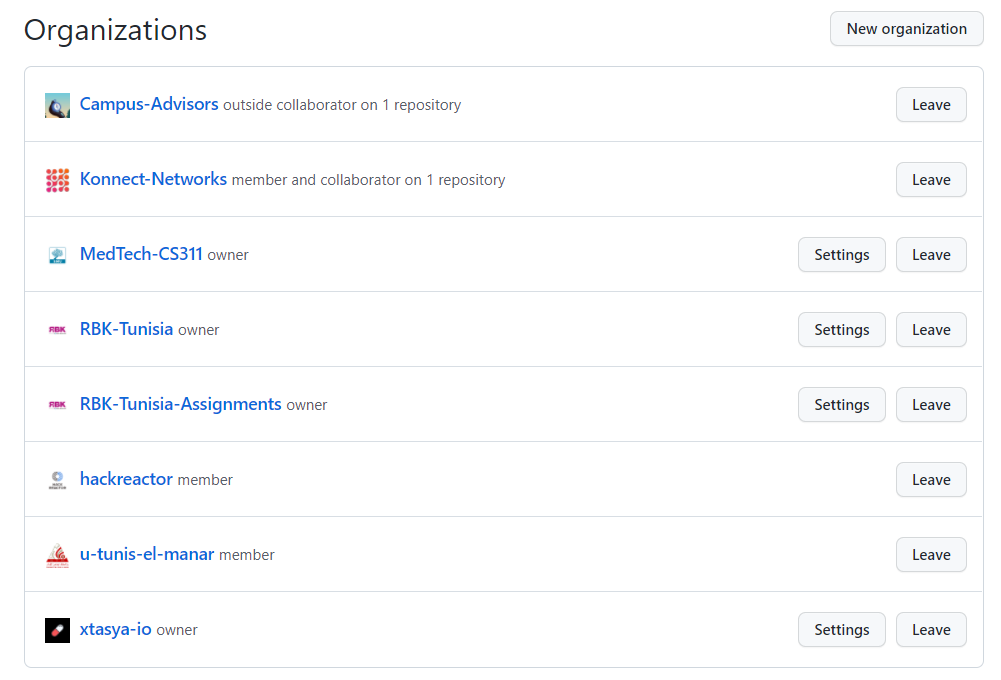 Organizations
New organization
Campus-Advisors outside collaborator on 1 repository
Leave
Konnect-Networks member and collaborator on 1 repository
Leave
MedTech-CS311 owner
Settings
Leave
RBK
RBK-Tunisia owner
Settings
Leave
RBK
RBK-Tunisia-Assignments owner
Settings
Leave
hackreactor member
Leave
u-tunis-el-manar member
Leave
xtasya-io owner
Settings
Leave